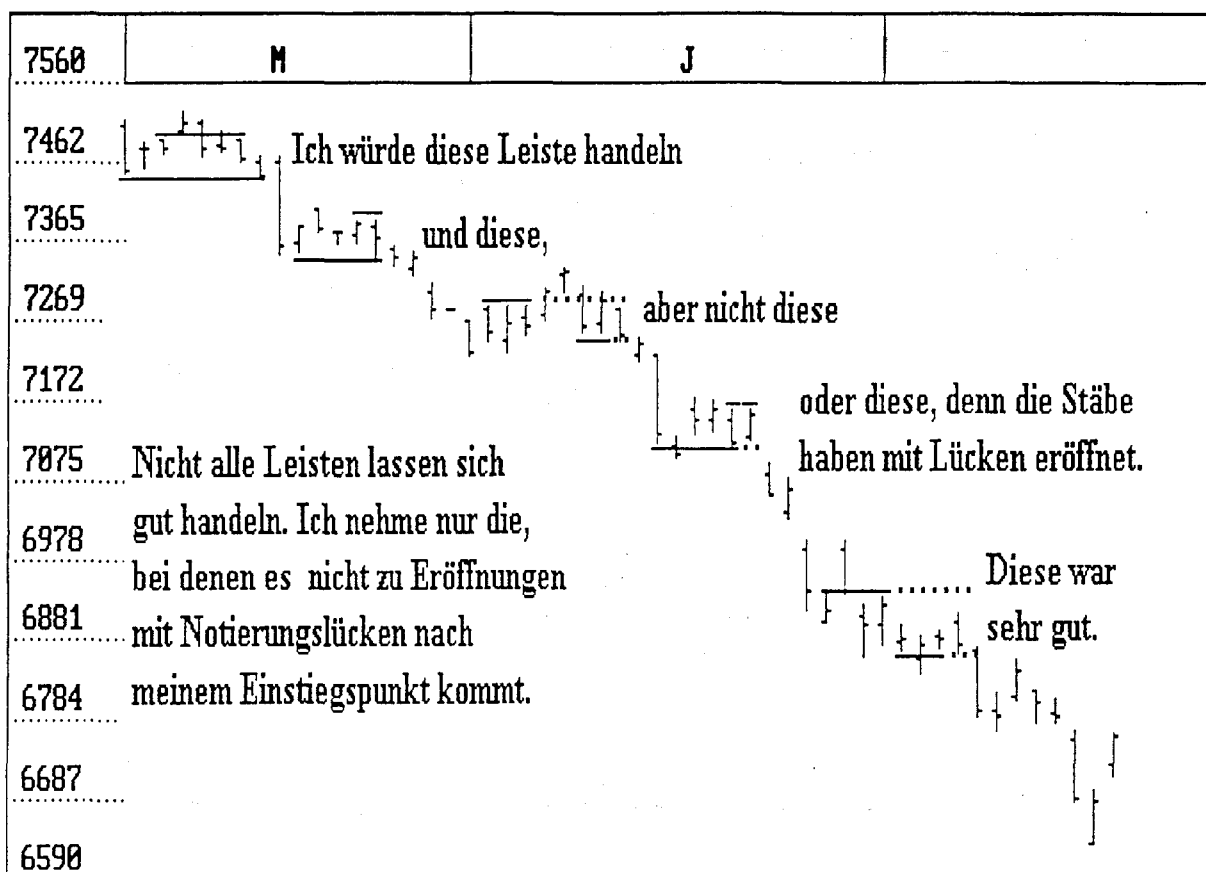 7560 M J
7462 Ich würde diese Leiste handeln
7365 und diese,
7269 aber nicht diese
7172 oder diese, denn die Stäbe
haben mit Lücken eröffnet.
7075 Nicht alle Leisten lassen sich
gut handeln. Ich nehme nur die,
6978 bei denen es nicht zu Eröffnungen
6881 mit Notierungslücken nach
6784 meinem Einstiegspunkt kommt.
Diese war
sehr gut.
6687
6590